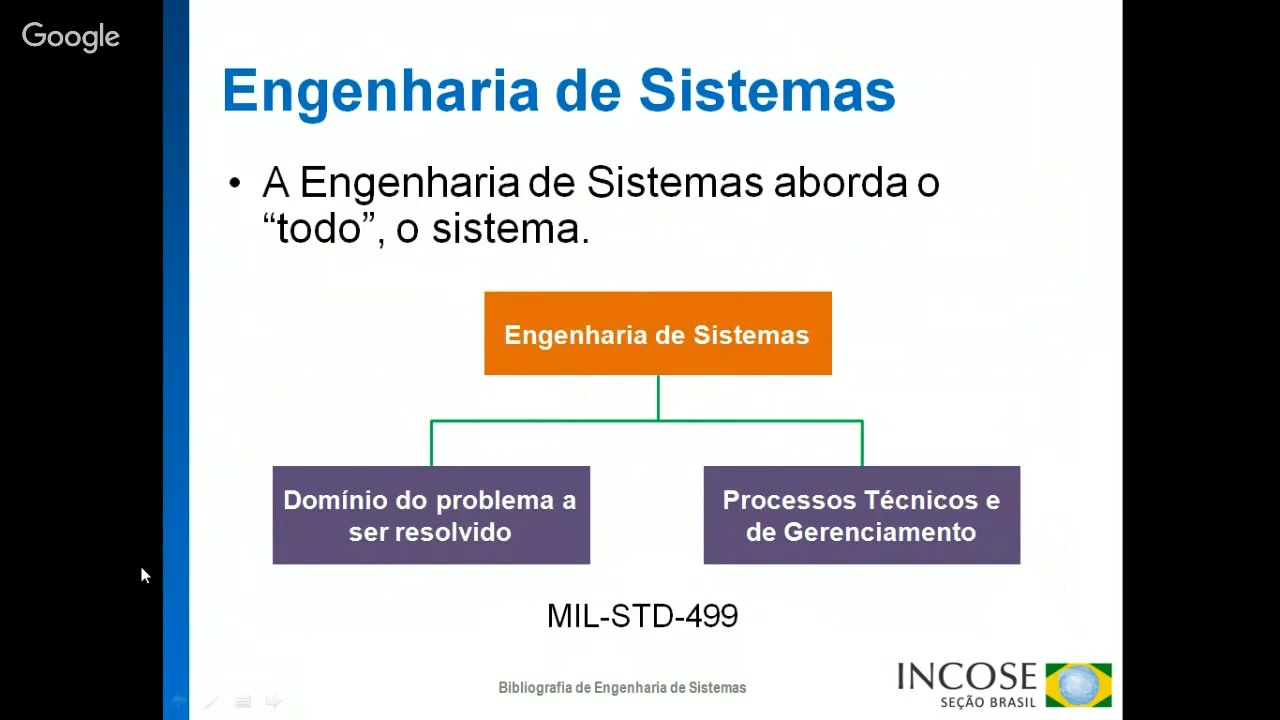 Google
Engenharia de Sistemas
• A Engenharia de Sistemas aborda o
“todo”, o sistema.
Engenharia de Sistemas
Domínio do problema a
ser resolvido
Processos Técnicos e
de Gerenciamento
MIL-STD-499
Bibliografia de Engenharia de Sistemas
INCOSE
SEÇÃO BRASIL